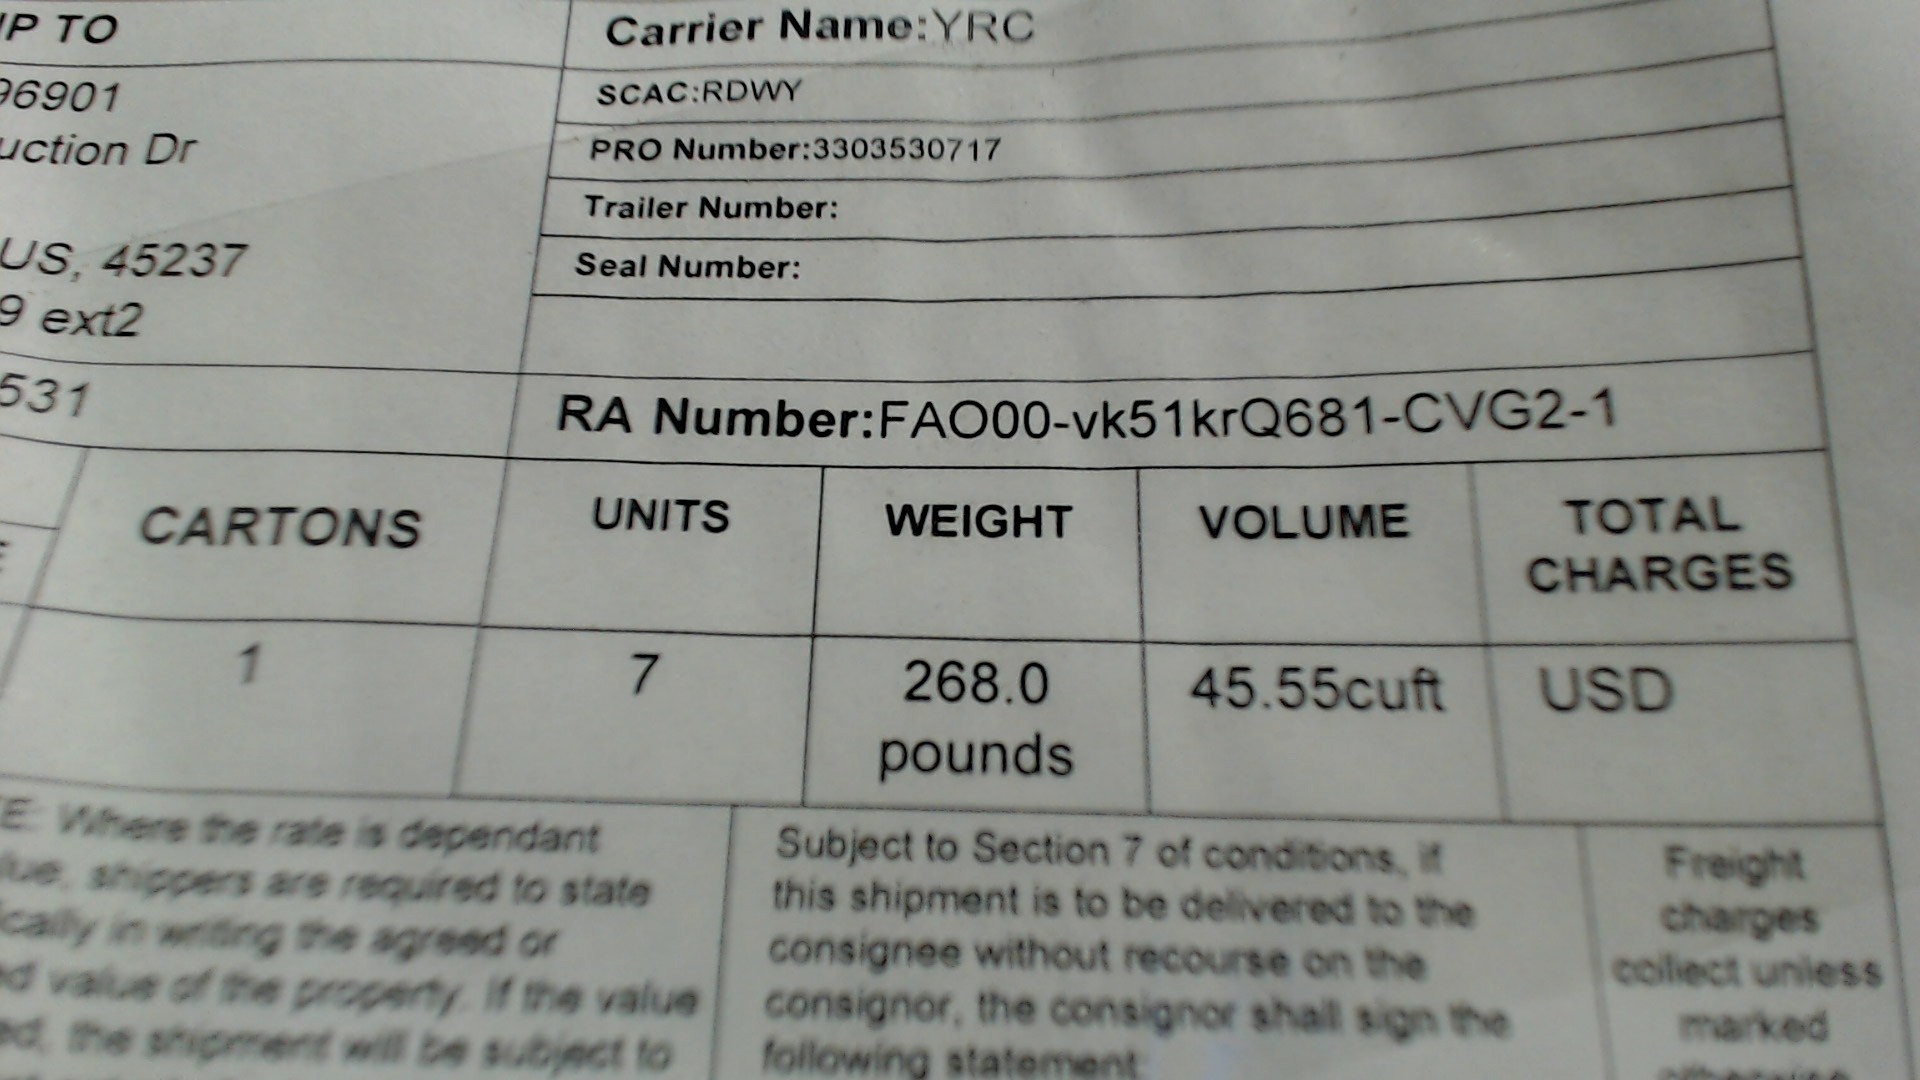 IP TO
Carrier Name:YRC
96901
SCAC:RDWY
uction Dr
PRO Number:3303530717
Trailer Number:
US, 45237
Seal Number:
9 ext2
531
RA Number:FAO00-vk51krQ681-CVG2-1
CARTONS
UNITS
WEIGHT
VOLUME
TOTAL
CHARGES
1
7
268.0
pounds
45.55cuft
USD
E: Where the rate is dependant
lue, shippers are required to state
ically in writing the agreed or
ed value of the property. If the value
ed, the shipment will be subject to
Subject to Section 7 of conditions, if
this shipment is to be delivered to the
consignee without recourse on the
consignor, the consignor shall sign the
following statement
Freight
charges
collect unless
marked